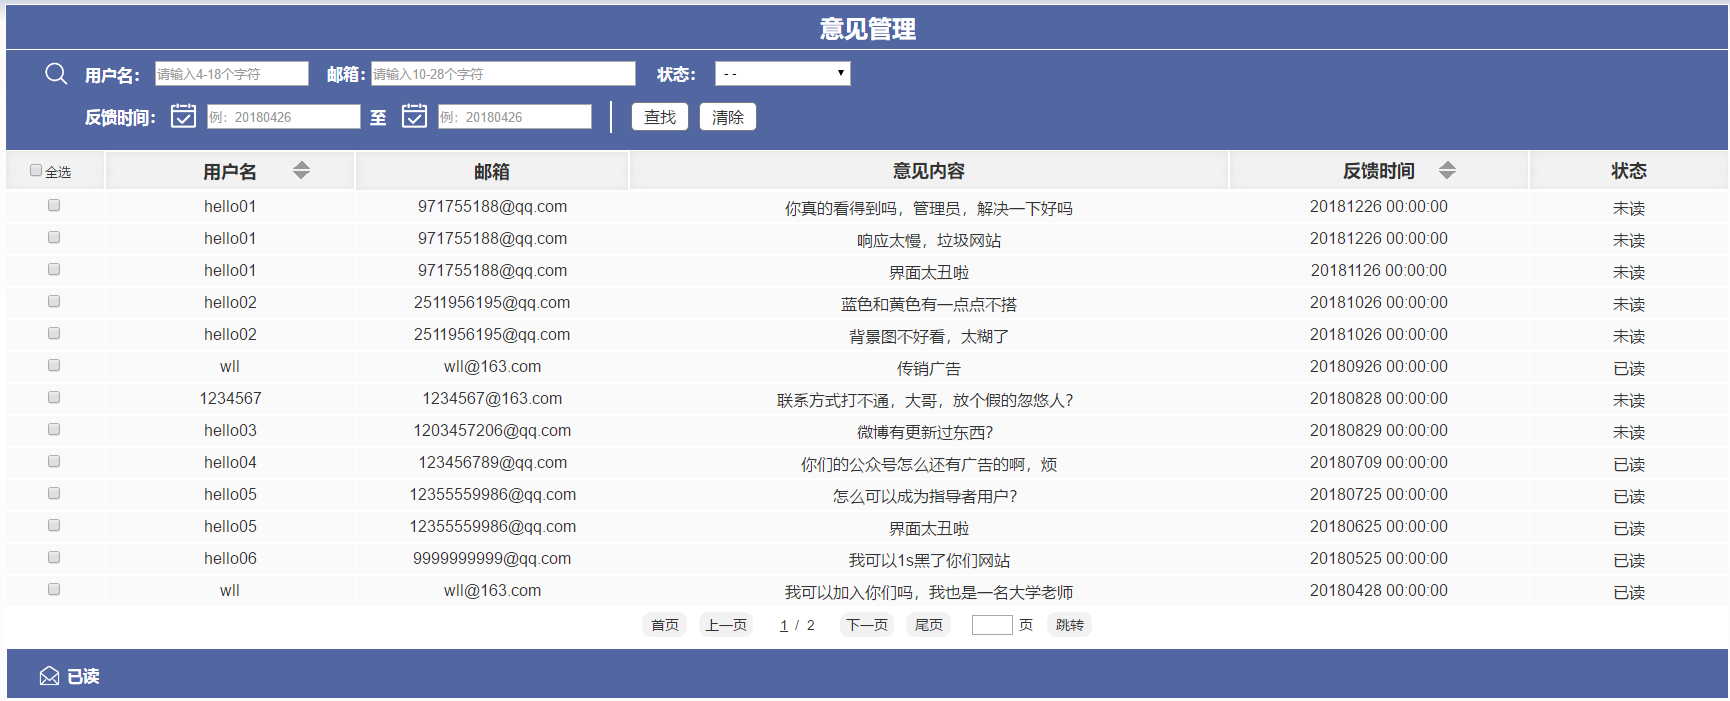 意见管理
用户名： 请输入4-18个字符 邮箱： 请输入10-28个字符 状态： - -
反馈时间： 例：20180426 至 例：20180426 查找 清除
全选 用户名 邮箱 意见内容 反馈时间 状态
hello01 971755188@qq.com 你真的看得到吗，管理员，解决一下好吗 20181226 00:00:00 未读
hello01 971755188@qq.com 响应太慢，垃圾网站 20181226 00:00:00 未读
hello01 971755188@qq.com 界面太丑啦 20181126 00:00:00 未读
hello02 2511956195@qq.com 蓝色和黄色有一点点不搭 20181026 00:00:00 未读
hello02 2511956195@qq.com 背景图不好看，太糊了 20181026 00:00:00 未读
wll wll@163.com 传销广告 20180926 00:00:00 已读
1234567 1234567@163.com 联系方式打不通，大哥，放个假的忽悠人？ 20180828 00:00:00 未读
hello03 1203457206@qq.com 微博有更新过东西？ 20180829 00:00:00 未读
hello04 123456789@qq.com 你们的公众号怎么还有广告的啊，烦 20180709 00:00:00 已读
hello05 12355559986@qq.com 怎么可以成为指导者用户？ 20180725 00:00:00 已读
hello05 12355559986@qq.com 界面太丑啦 20180625 00:00:00 已读
hello06 9999999999@qq.com 我可以1s黑了你们网站 20180525 00:00:00 已读
wll wll@163.com 我可以加入你们吗，我也是一名大学老师 20180428 00:00:00 已读
首页 上一页 1 / 2 下一页 尾页 页 跳转
已读